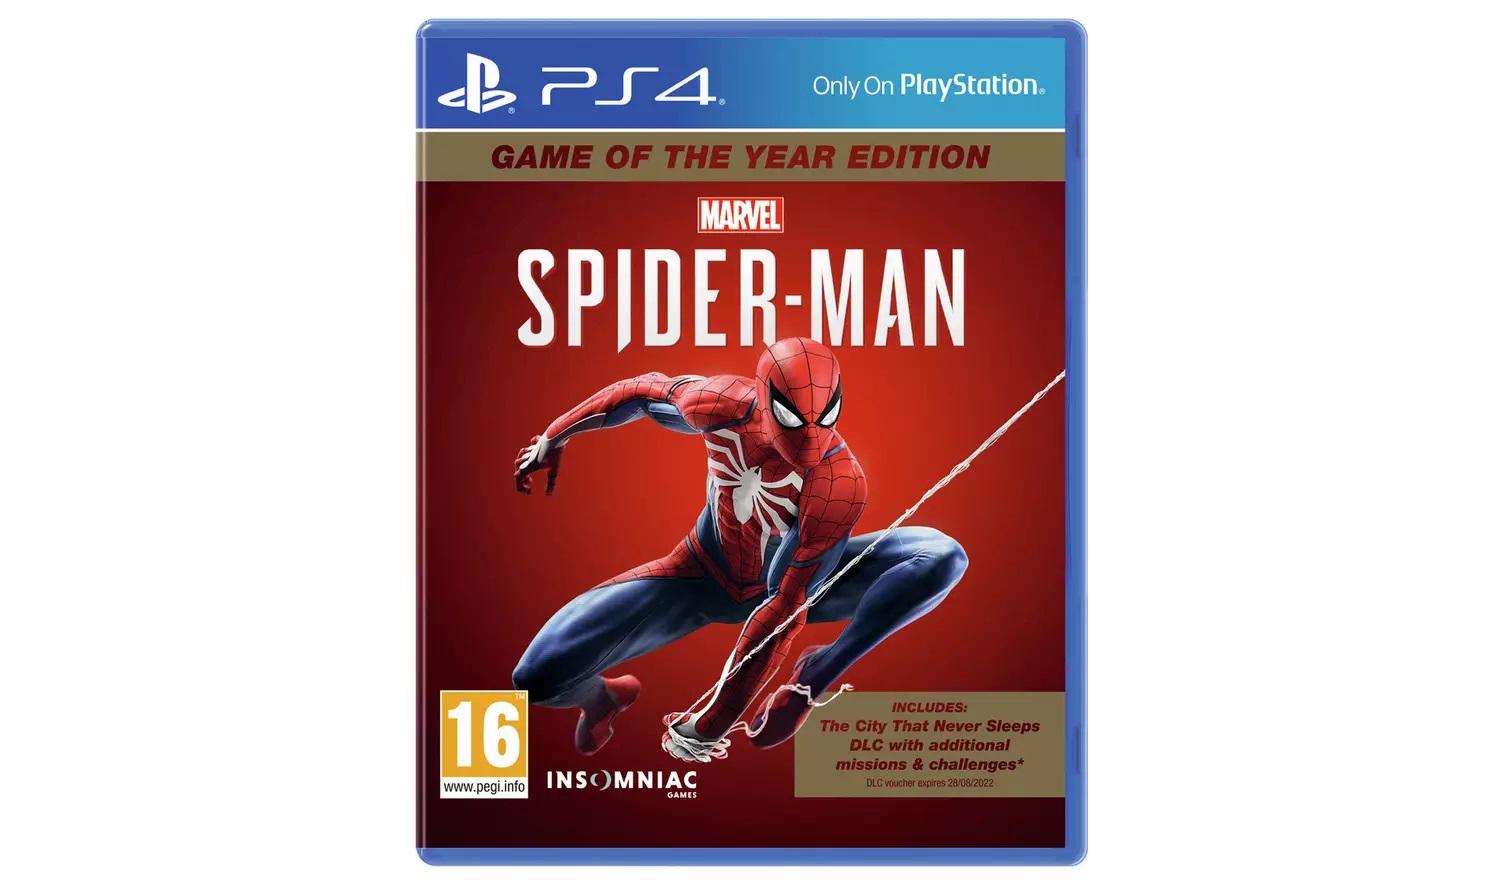 PS4
Only On PlayStation
GAME OF THE YEAR EDITION
MARVEL
SPIDER-MAN
INCLUDES:
The City That Never Sleeps
DLC with additional
missions & challenges*
DLC voucher expires 28/08/2022
16
www.pegi.info
INSOMNIAC
GAMES